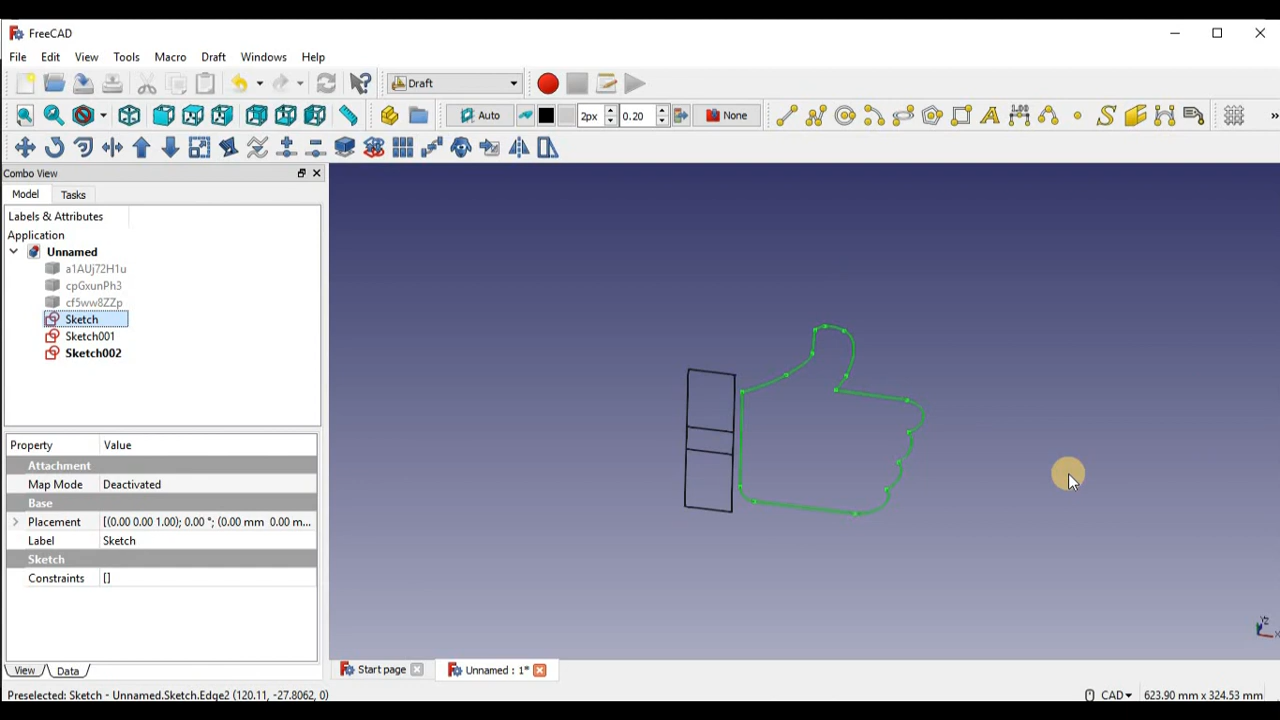 FreeCAD
File Edit View Tools Macro Draft Windows Help
Draft
Auto 2px 0.20 None »
Combo View
Model Tasks
Labels & Attributes
Application
Unnamed
a1AUj72H1u
cpGxunPh3
cf5ww8ZZp
Sketch
Sketch001
Sketch002
Property Value
Attachment
Map Mode Deactivated
Base
Placement [(0.00 0.00 1.00); 0.00 °; (0.00 mm 0.00 m...
Label Sketch
Sketch
Constraints []
View Data
Start page Unnamed : 1*
Preselected: Sketch - Unnamed.Sketch.Edge2 (120.11, -27.8062, 0) CAD 623.90 mm x 324.53 mm